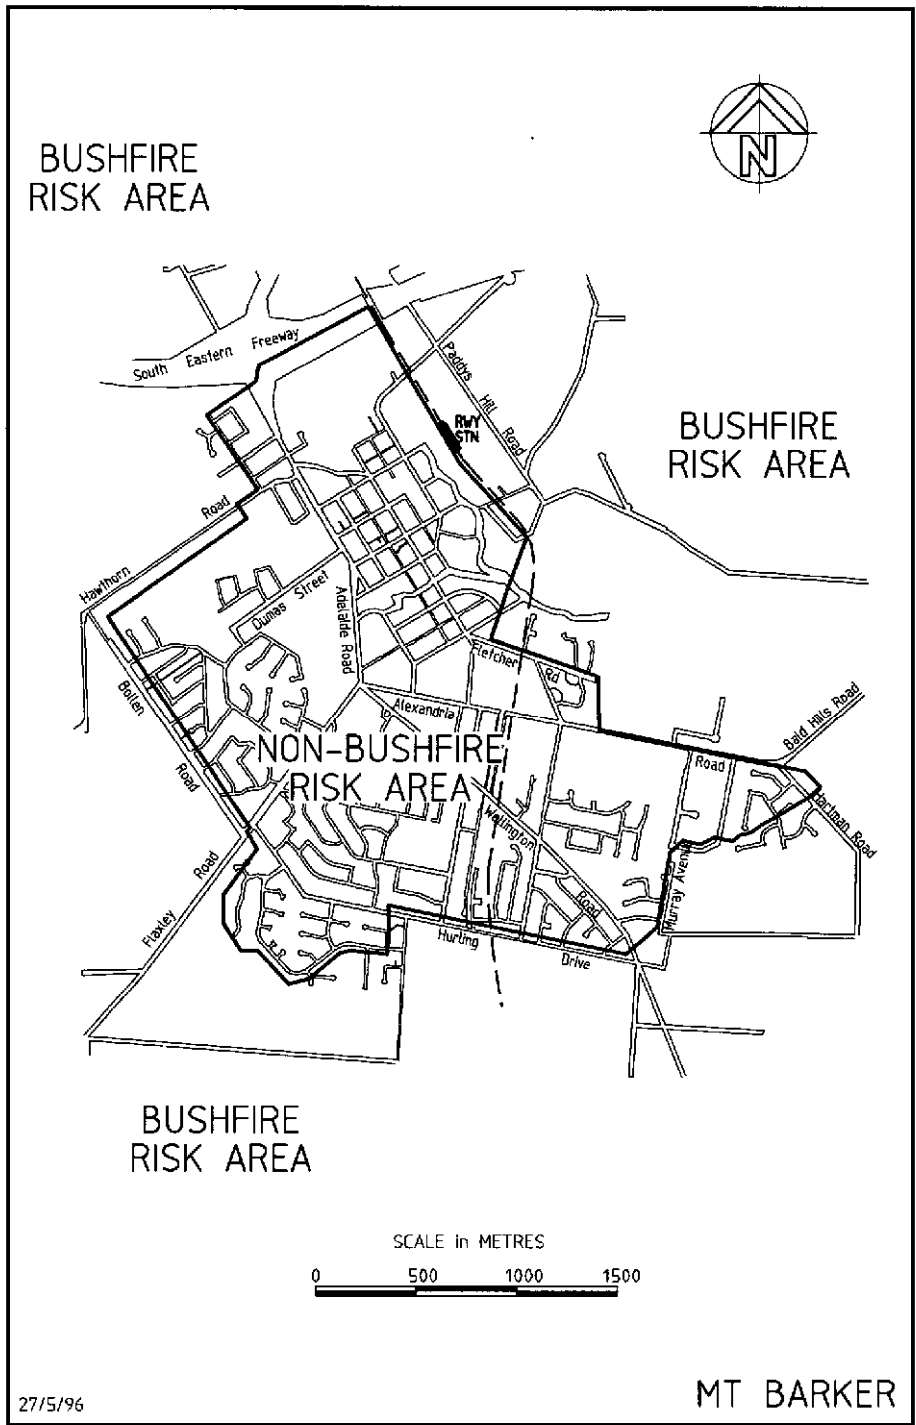 BUSHFIRE
RISK AREA
N
South Eastern Freeway
Paddys Hill Road
RWY
STN
BUSHFIRE
RISK AREA
Hawthorn Road
Dumas Street
Adelaide Road
Fletcher Rd
Bollen Road
Alexandria Road
Bald Hills Road
NON-BUSHFIRE
RISK AREA
Wellington Road
Hartman Road
Murray Avenue
Flaxley Road
Hurling Drive
BUSHFIRE
RISK AREA
SCALE in METRES
0 500 1000 1500
27/5/96
MT BARKER